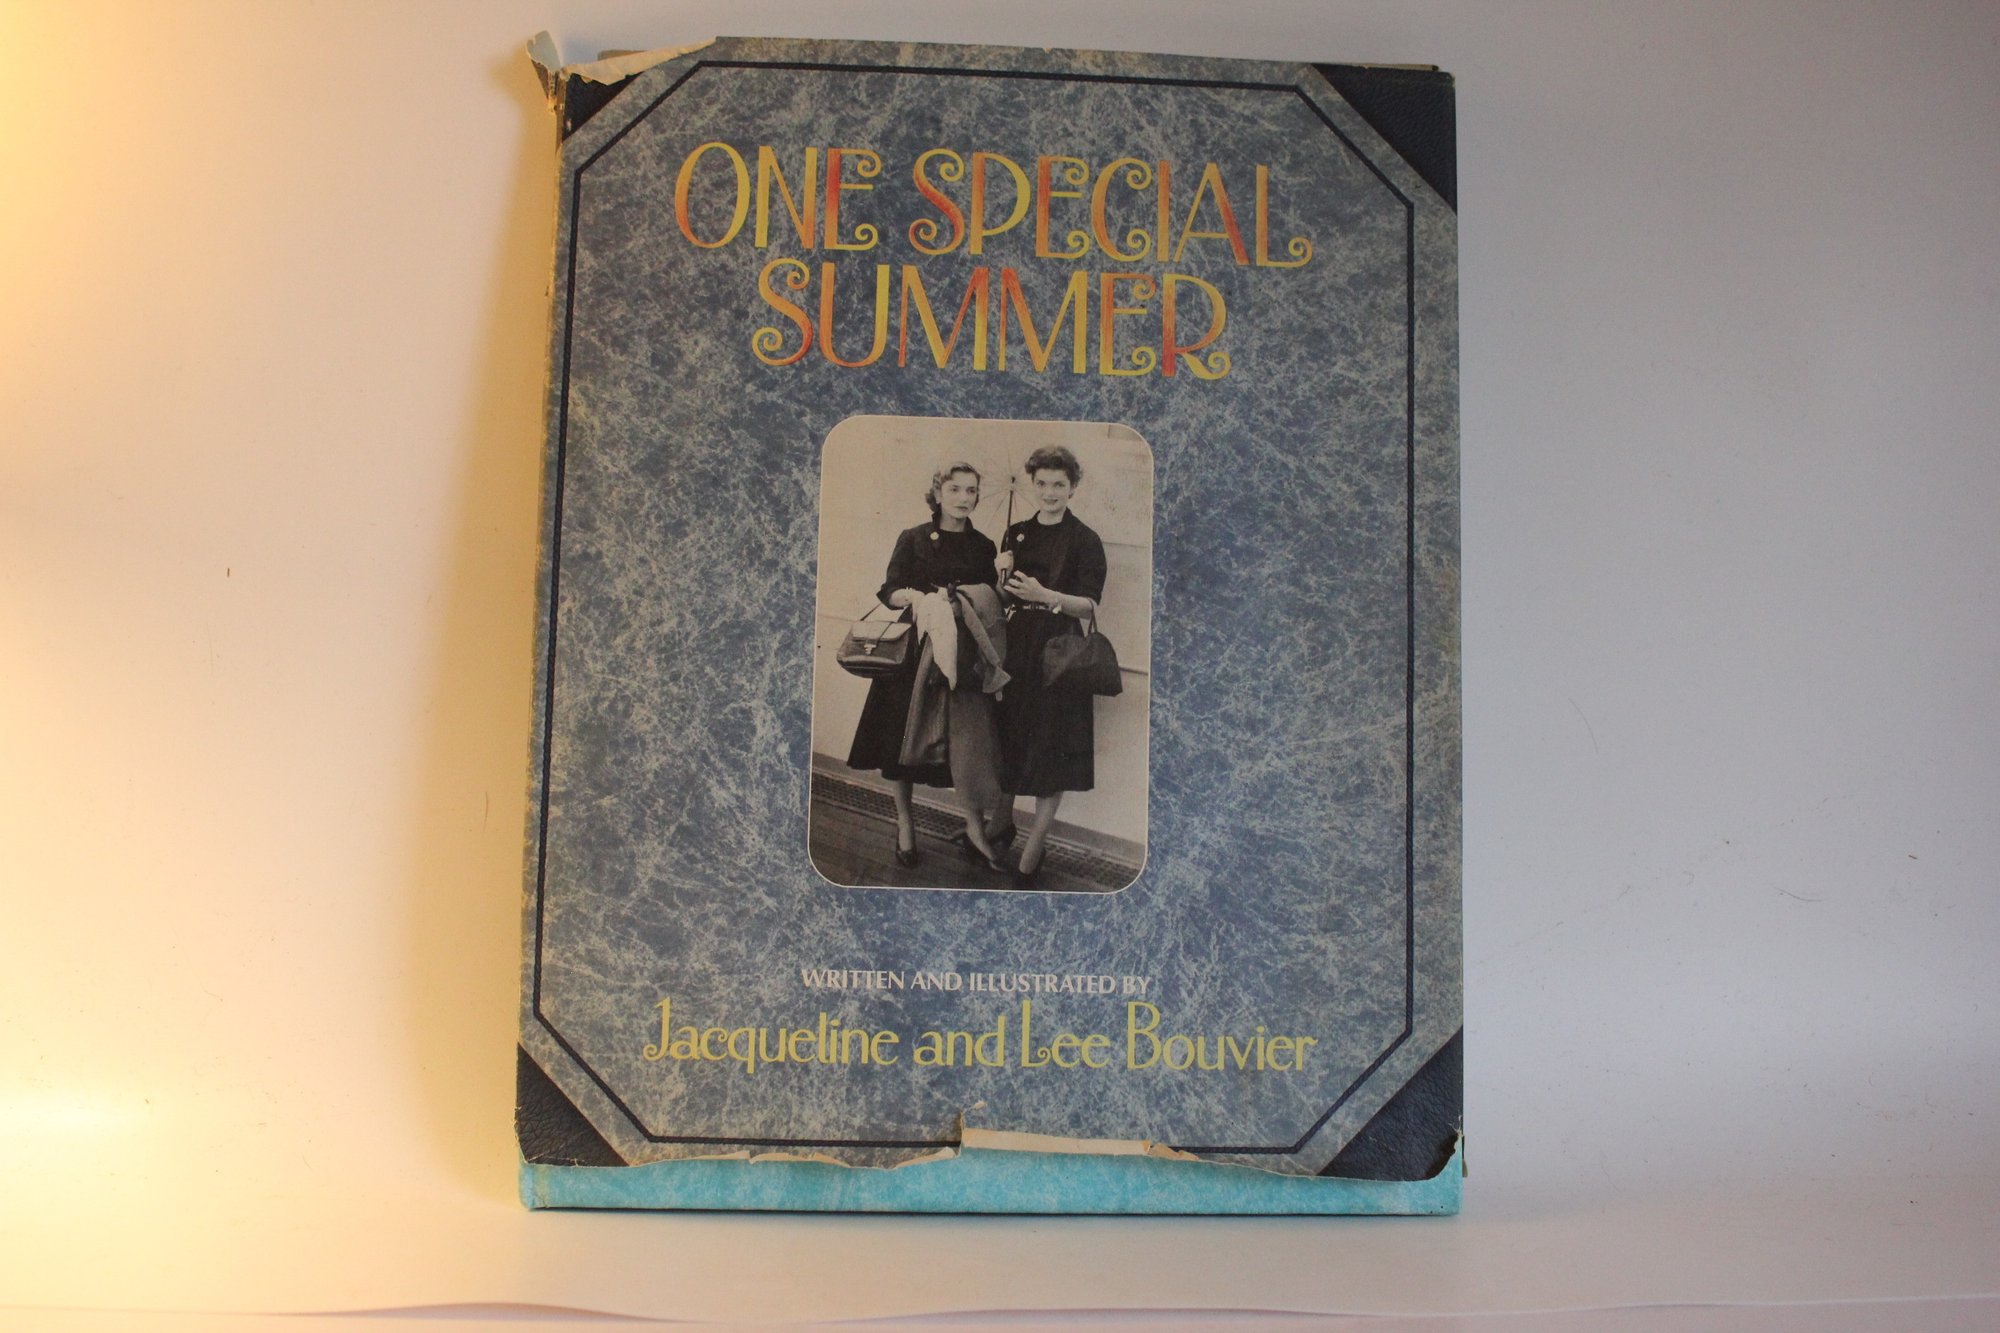 ONE SPECIAL
SUMMER
WRITTEN AND ILLUSTRATED BY
Jacqueline and Lee Bouvier